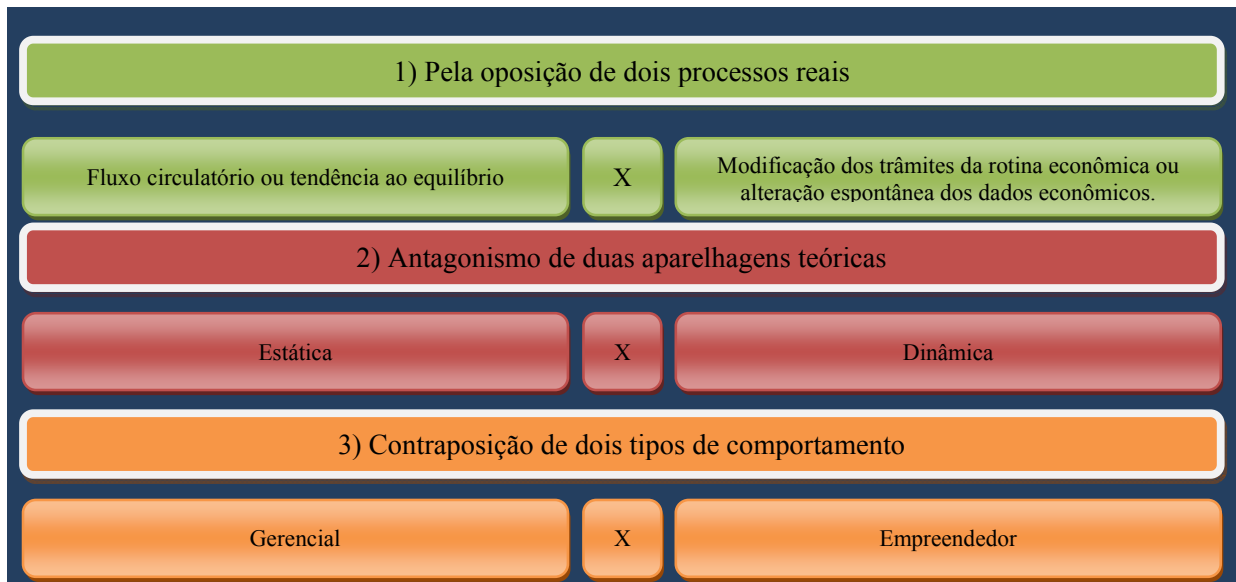 1) Pela oposição de dois processos reais
Fluxo circulatório ou tendência ao equilíbrio
X
Modificação dos trâmites da rotina econômica ou
alteração espontânea dos dados econômicos.
2) Antagonismo de duas aparelhagens teóricas
Estática
X
Dinâmica
3) Contraposição de dois tipos de comportamento
Gerencial
X
Empreendedor